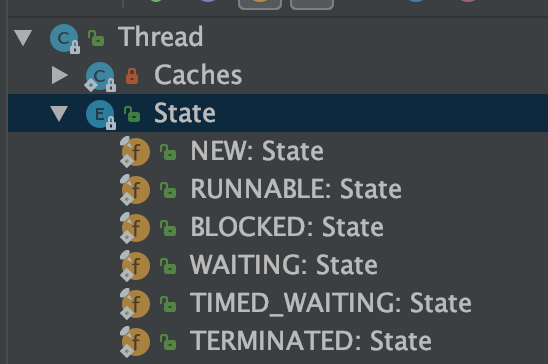 Thread
Caches
State
NEW: State
RUNNABLE: State
BLOCKED: State
WAITING: State
TIMED_WAITING: State
TERMINATED: State